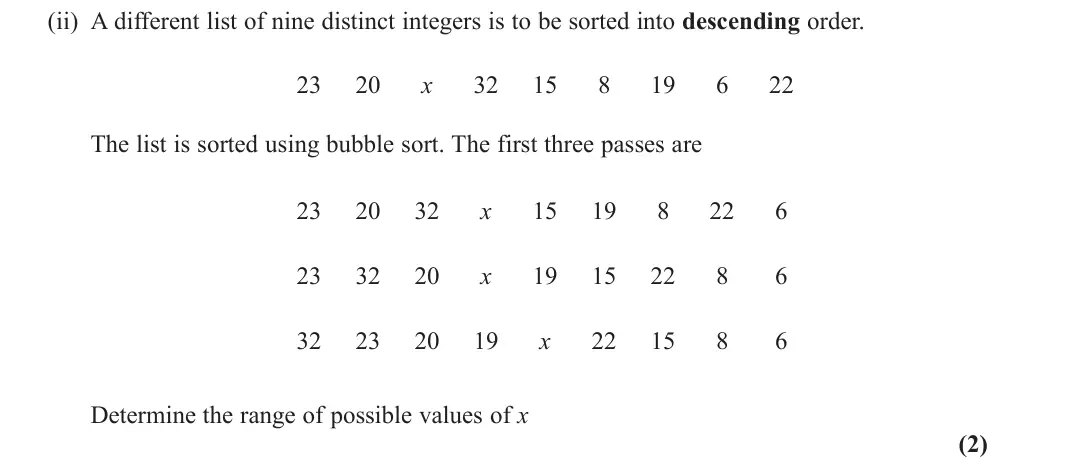 (ii) A different list of nine distinct integers is to be sorted into descending order.
23 20 x 32 15 8 19 6 22
The list is sorted using bubble sort. The first three passes are
23 20 32 x 15 19 8 22 6
23 32 20 x 19 15 22 8 6
32 23 20 19 x 22 15 8 6
Determine the range of possible values of x
(2)